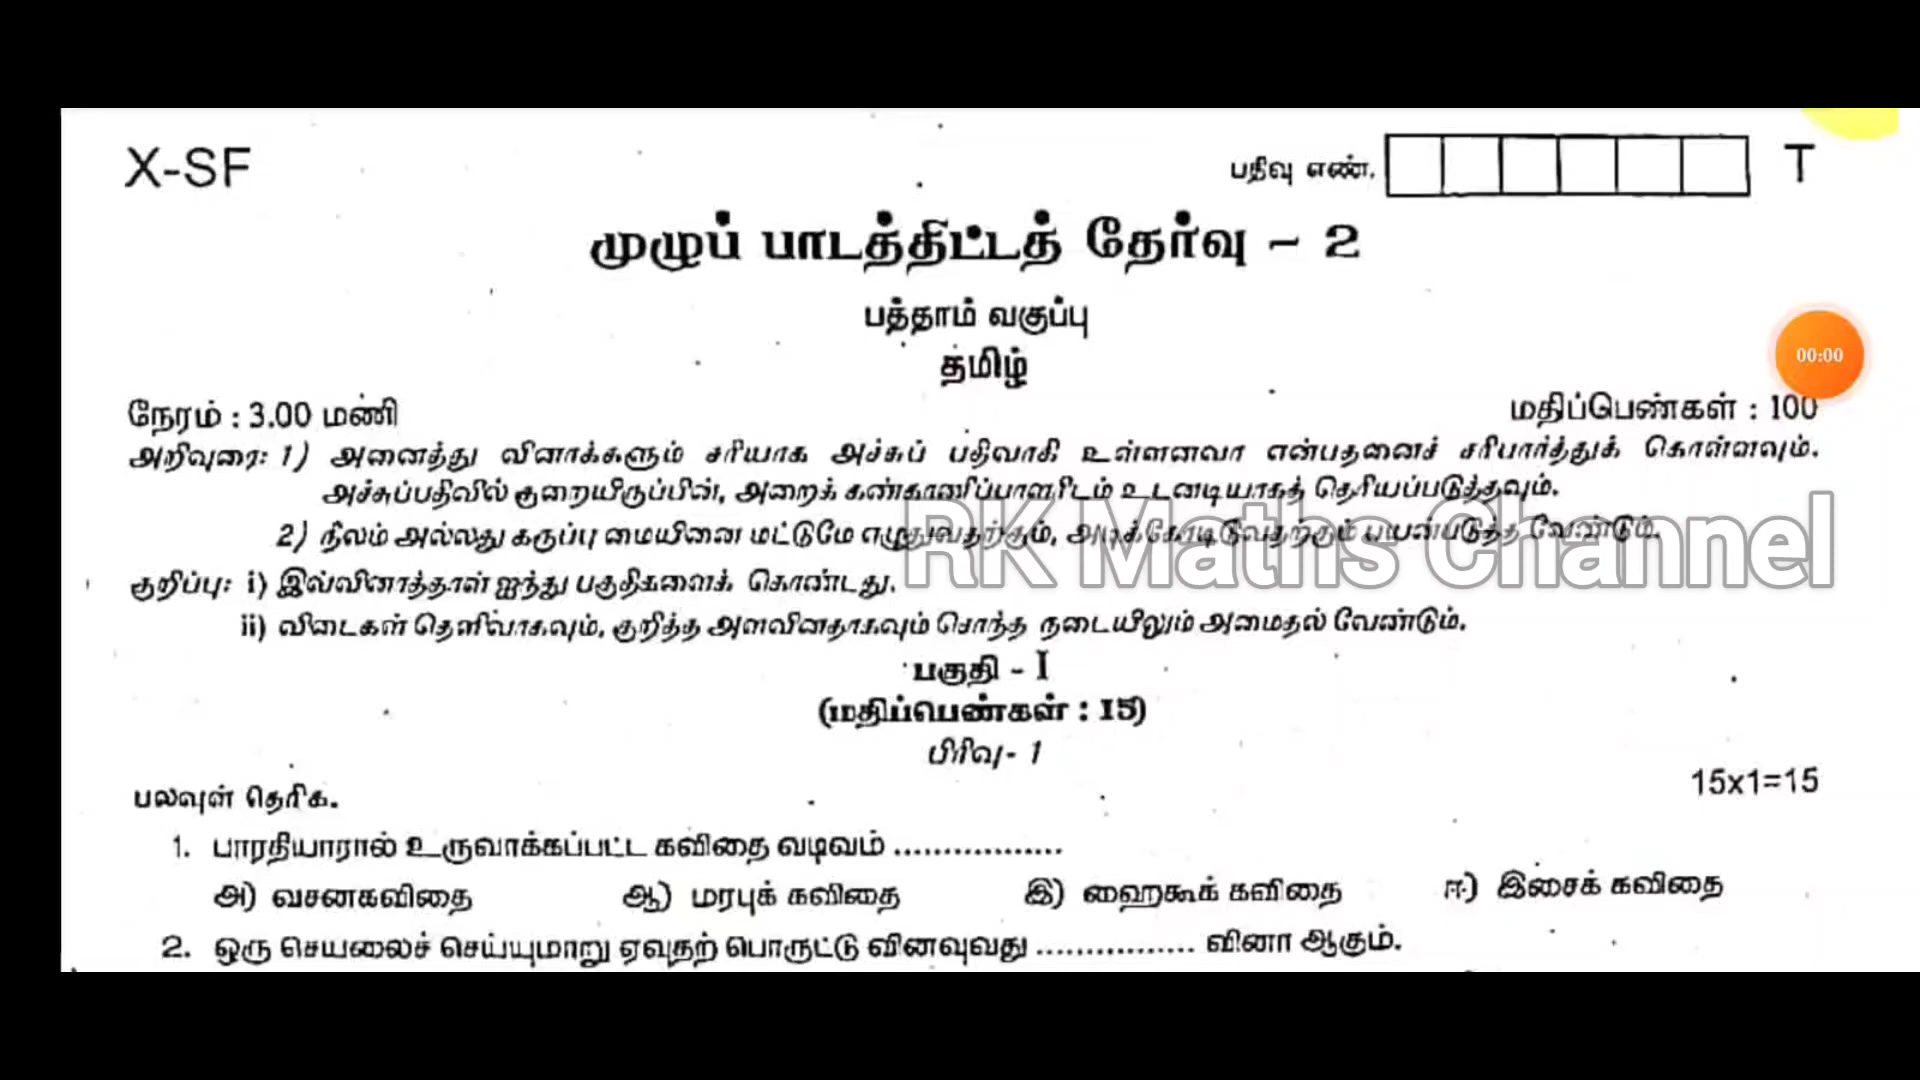 X-SF
பதிவு எண்.
T
முழுப் பாடத்திட்டத் தேர்வு – 2
பத்தாம் வகுப்பு
தமிழ்
00:00
நேரம் : 3.00 மணி
மதிப்பெண்கள் : 100
அறிவுரை: 1) அனைத்து வினாக்களும் சரியாக அச்சுப் பதிவாகி உள்ளனவா என்பதனைச் சரிபார்த்துக் கொள்ளவும்.
அச்சுப்பதிவில் குறையிருப்பின், அறைக் கண்காணிப்பாளரிடம் உடனடியாகத் தெரியப்படுத்தவும்.
2) நீலம் அல்லது கருப்பு மையினை மட்டுமே எழுதுவதற்கும், அடிக்கோடிடுவதற்கும் பயன்படுத்த வேண்டும்.
RK Maths Channel
குறிப்பு: i) இவ்வினாத்தாள் ஐந்து பகுதிகளைக் கொண்டது.
ii) விடைகள் தெளிவாகவும், குறித்த அளவினதாகவும் சொந்த நடையிலும் அமைதல் வேண்டும்.
பகுதி - I
(மதிப்பெண்கள் : 15)
பிரிவு- 1
பலவுள் தெரிக.
15x1=15
1. பாரதியாரால் உருவாக்கப்பட்ட கவிதை வடிவம் .................
அ) வசனகவிதை ஆ) மரபுக் கவிதை இ) ஹைகூக் கவிதை ஈ) இசைக் கவிதை
2. ஒரு செயலைச் செய்யுமாறு ஏவுதற் பொருட்டு வினவுவது ................ வினா ஆகும்.